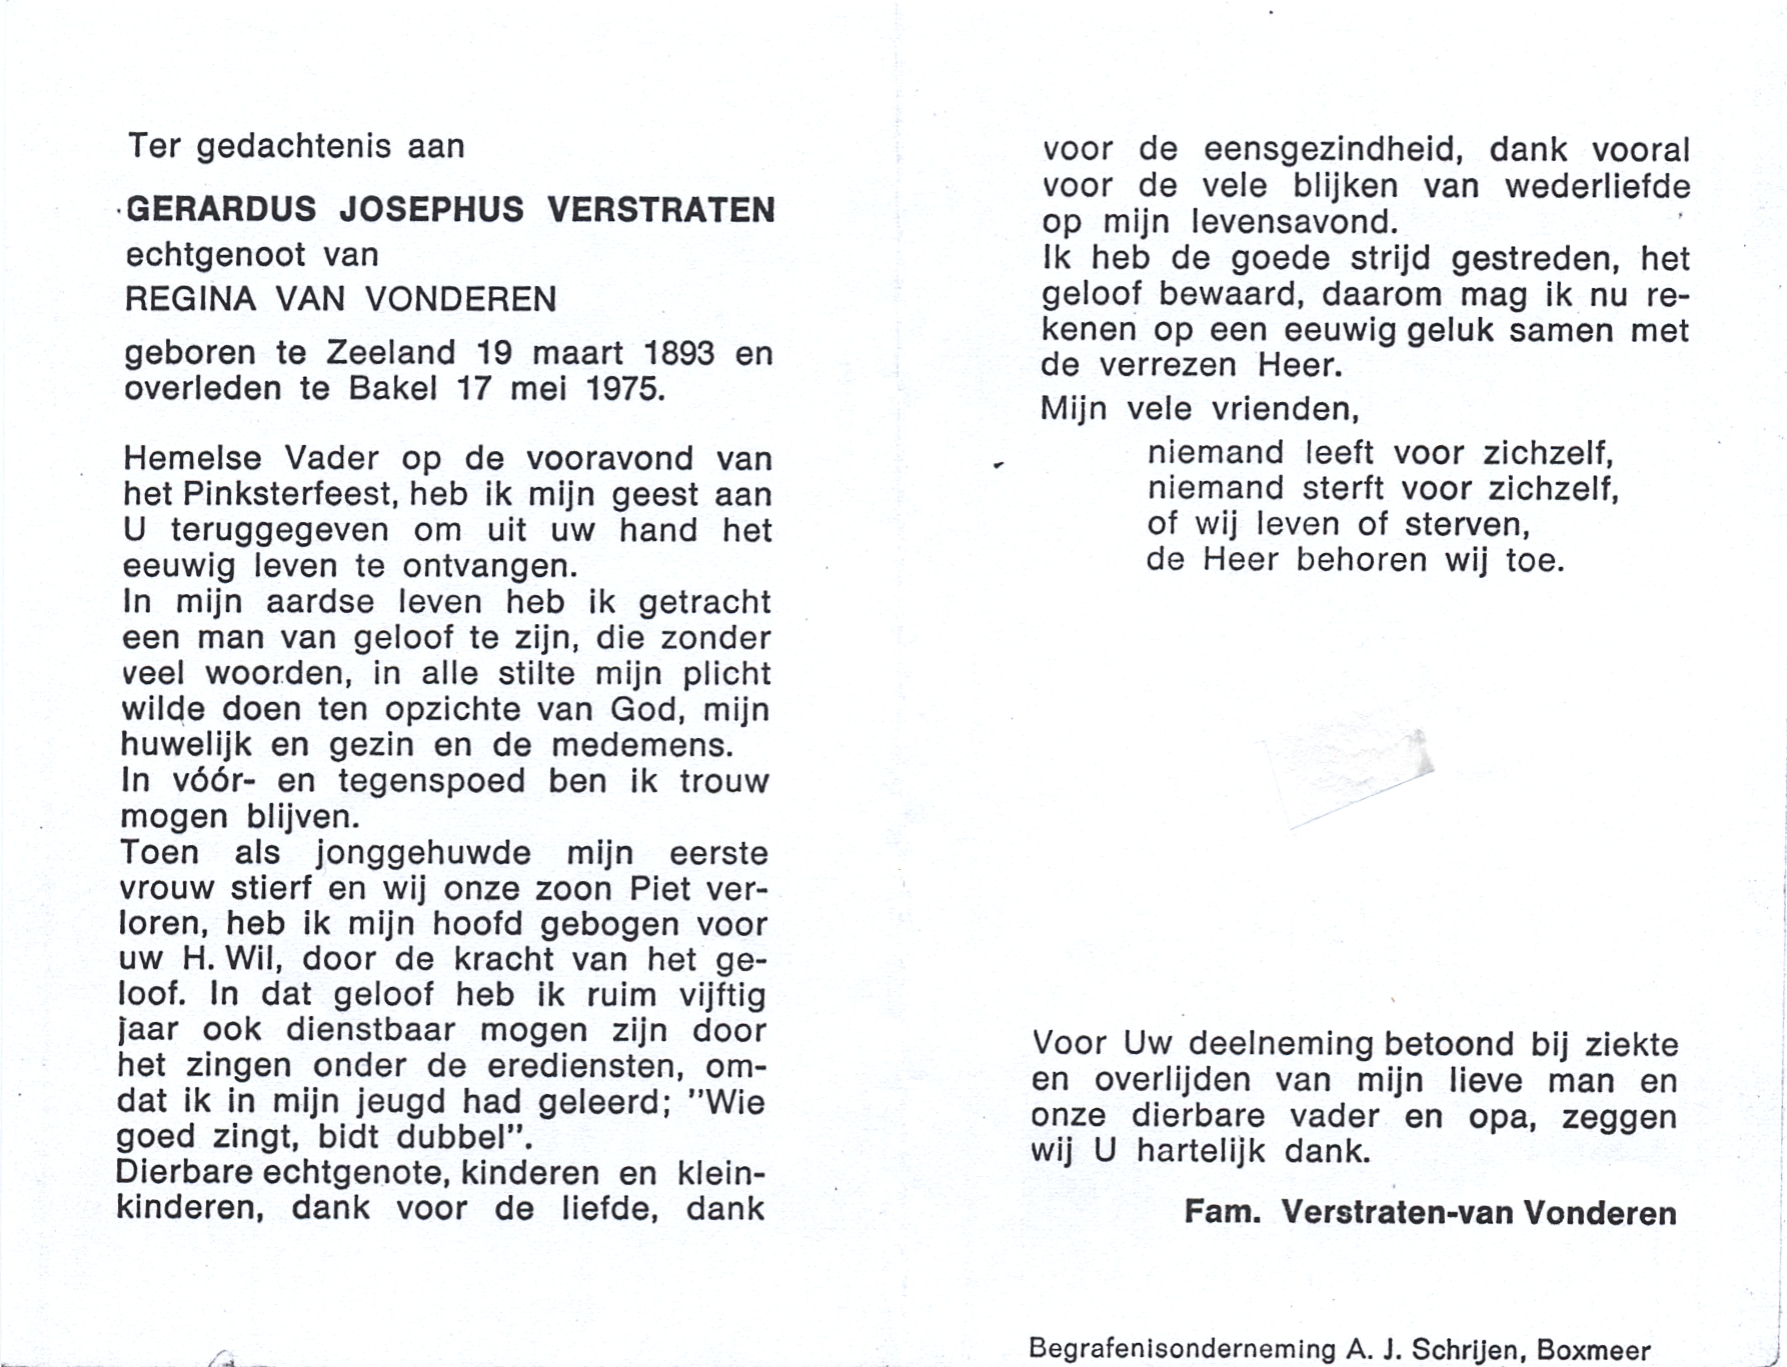 Ter gedachtenis aan
GERARDUS JOSEPHUS VERSTRATEN
echtgenoot van
REGINA VAN VONDEREN
geboren te Zeeland 19 maart 1893 en
overleden te Bakel 17 mei 1975.
Hemelse Vader op de vooravond van
het Pinksterfeest, heb ik mijn geest aan
U teruggegeven om uit uw hand het
eeuwig leven te ontvangen.
In mijn aardse leven heb ik getracht
een man van geloof te zijn, die zonder
veel woorden, in alle stilte mijn plicht
wilde doen ten opzichte van God, mijn
huwelijk en gezin en de medemens.
In vóór- en tegenspoed ben ik trouw
mogen blijven.
Toen als jonggehuwde mijn eerste
vrouw stierf en wij onze zoon Piet ver-
loren, heb ik mijn hoofd gebogen voor
uw H. Wil, door de kracht van het ge-
loof. In dat geloof heb ik ruim vijftig
jaar ook dienstbaar mogen zijn door
het zingen onder de erediensten, om-
dat ik in mijn jeugd had geleerd; "Wie
goed zingt, bidt dubbel".
Dierbare echtgenote, kinderen en klein-
kinderen, dank voor de liefde, dank
voor de eensgezindheid, dank vooral
voor de vele blijken van wederliefde
op mijn levensavond.
Ik heb de goede strijd gestreden, het
geloof bewaard, daarom mag ik nu re-
kenen op een eeuwig geluk samen met
de verrezen Heer.
Mijn vele vrienden,
niemand leeft voor zichzelf,
niemand sterft voor zichzelf,
of wij leven of sterven,
de Heer behoren wij toe.
Voor Uw deelneming betoond bij ziekte
en overlijden van mijn lieve man en
onze dierbare vader en opa, zeggen
wij U hartelijk dank.
Fam. Verstraten-van Vonderen
Begrafenisonderneming A. J. Schrijen, Boxmeer